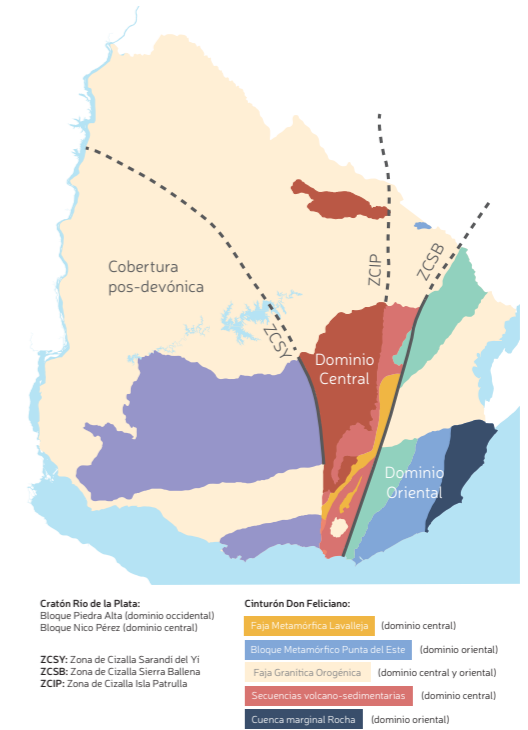 ZCIP
ZCSB
Cobertura
pos-devónica
ZCSY
Dominio
Central
Dominio
Oriental
Cratón Río de la Plata:
Bloque Piedra Alta (dominio occidental)
Bloque Nico Pérez (dominio central)
ZCSY: Zona de Cizalla Sarandí del Yí
ZCSB: Zona de Cizalla Sierra Ballena
ZCIP: Zona de Cizalla Isla Patrulla
Cinturón Don Feliciano:
Faja Metamórfica Lavalleja (dominio central)
Bloque Metamórfico Punta del Este (dominio oriental)
Faja Granítica Orogénica (dominio central y oriental)
Secuencias volcano-sedimentarias (dominio central)
Cuenca marginal Rocha (dominio oriental)